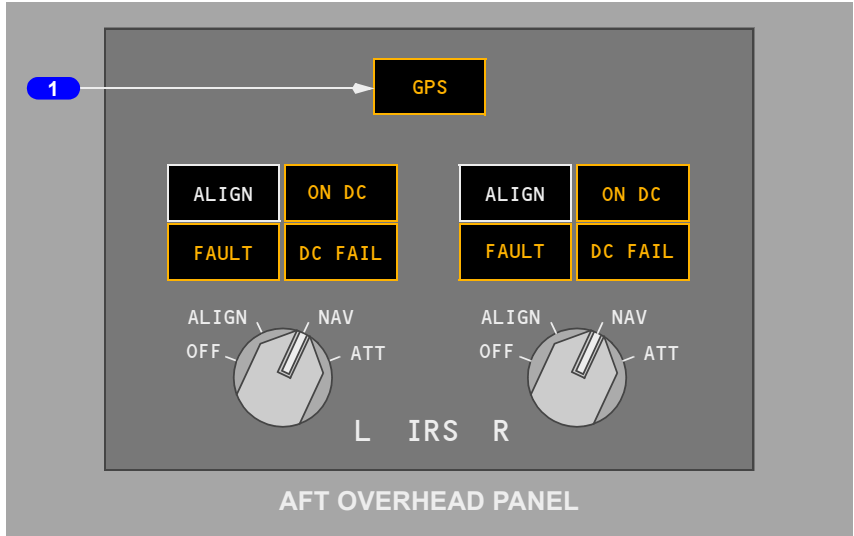 1
GPS
ALIGN ON DC ALIGN ON DC
FAULT DC FAIL FAULT DC FAIL
ALIGN NAV ALIGN NAV
OFF ATT OFF ATT
L IRS R
AFT OVERHEAD PANEL